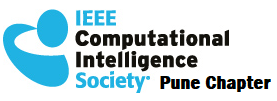 IEEE
Computational
Intelligence
Society® Pune Chapter